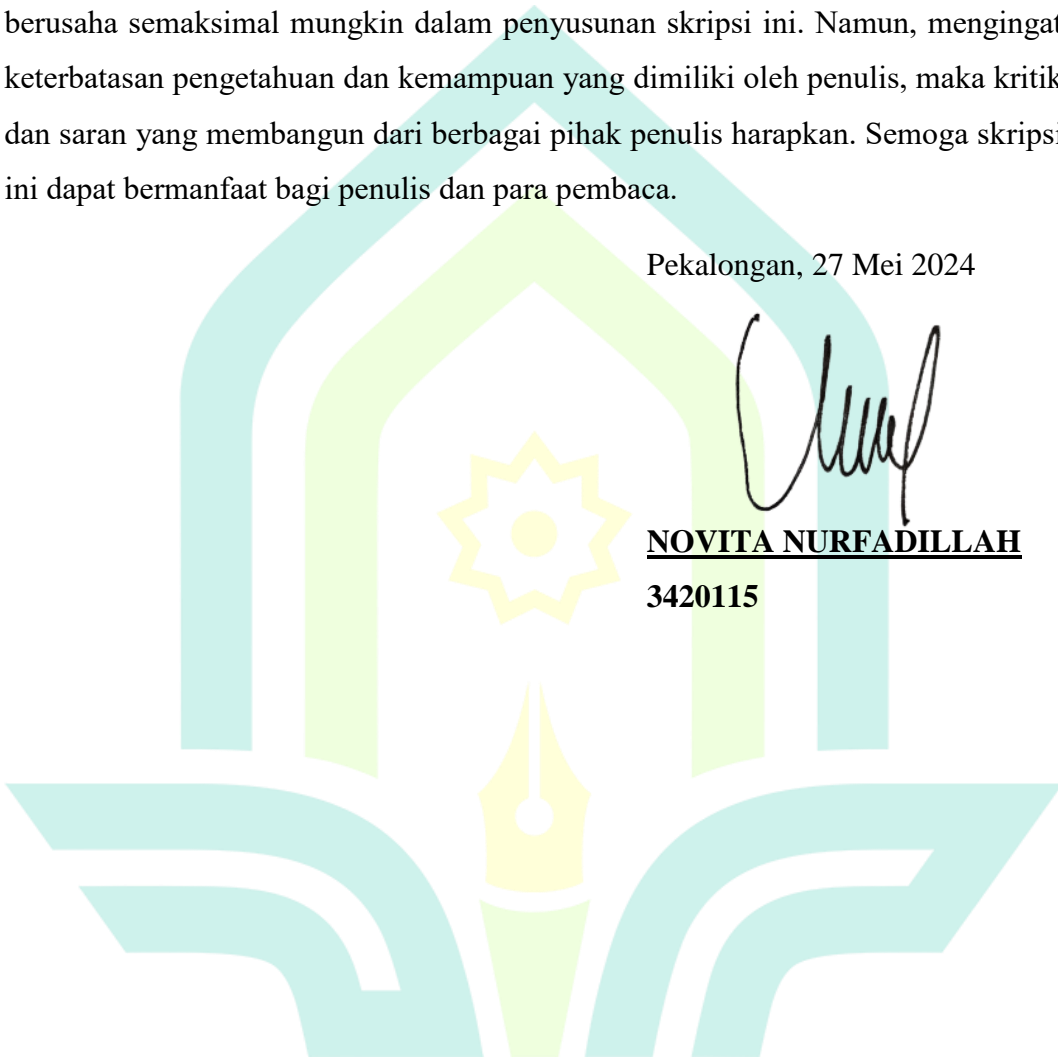 berusaha semaksimal mungkin dalam penyusunan skripsi ini. Namun, mengingat
keterbatasan pengetahuan dan kemampuan yang dimiliki oleh penulis, maka kritik
dan saran yang membangun dari berbagai pihak penulis harapkan. Semoga skripsi
ini dapat bermanfaat bagi penulis dan para pembaca.
Pekalongan, 27 Mei 2024
NOVITA NURFADILLAH
3420115